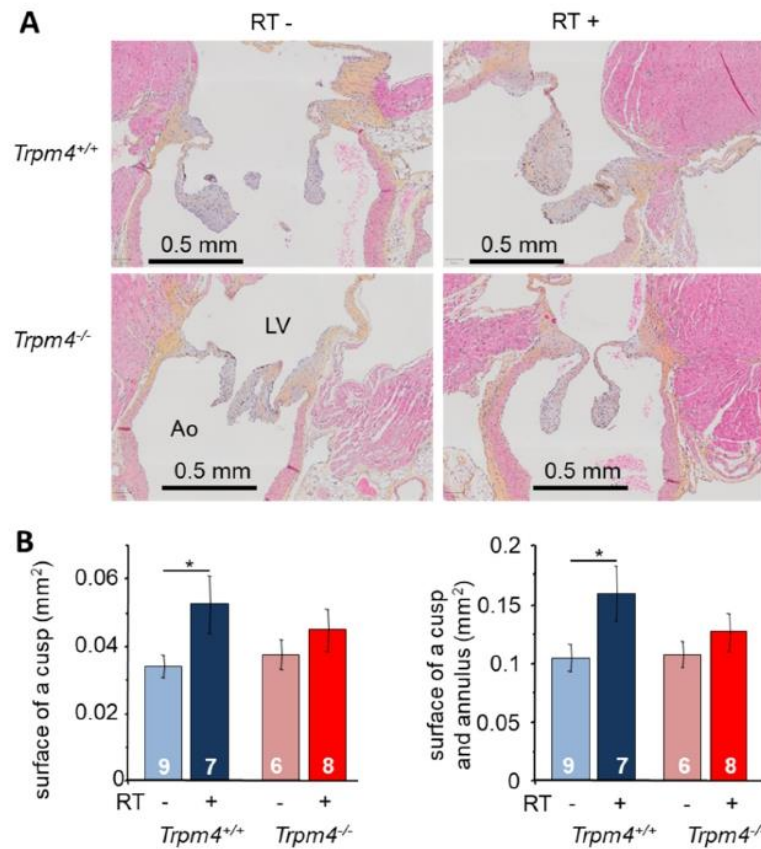 A
RT - RT +
Trpm4+/+
0.5 mm 0.5 mm
Trpm4-/-
LV
Ao
0.5 mm 0.5 mm
B
surface of a cusp (mm²)
0.06
0.04
0.02
0
*
9 7 6 8
RT - + - +
Trpm4+/+ Trpm4-/-
surface of a cusp
and annulus (mm²)
0.2
0.15
0.1
0.05
0
*
9 7 6 8
RT - + - +
Trpm4+/+ Trpm4-/-